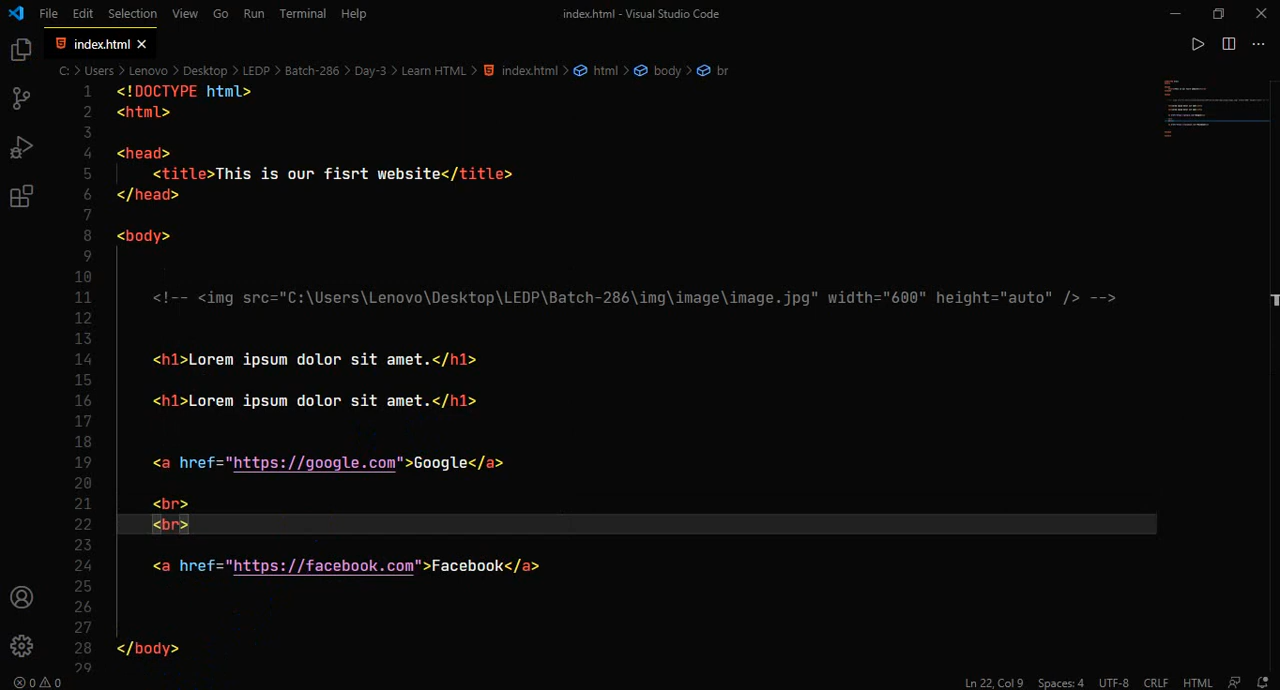 File Edit Selection View Go Run Terminal Help index.html - Visual Studio Code
index.html
C: > Users > Lenovo > Desktop > LEDP > Batch-286 > Day-3 > Learn HTML > index.html > html > body > br
1 <!DOCTYPE html>
2 <html>
3
4 <head>
5 <title>This is our fisrt website</title>
6 </head>
7
8 <body>
9
10
11 <!-- <img src="C:\Users\Lenovo\Desktop\LEDP\Batch-286\img\image\image.jpg" width="600" height="auto" /> -->
12
13
14 <h1>Lorem ipsum dolor sit amet.</h1>
15
16 <h1>Lorem ipsum dolor sit amet.</h1>
17
18
19 <a href="https://google.com">Google</a>
20
21 <br>
22 <br>
23
24 <a href="https://facebook.com">Facebook</a>
25
26
27
28 </body>
29
0 0 Ln 22, Col 9 Spaces: 4 UTF-8 CRLF HTML